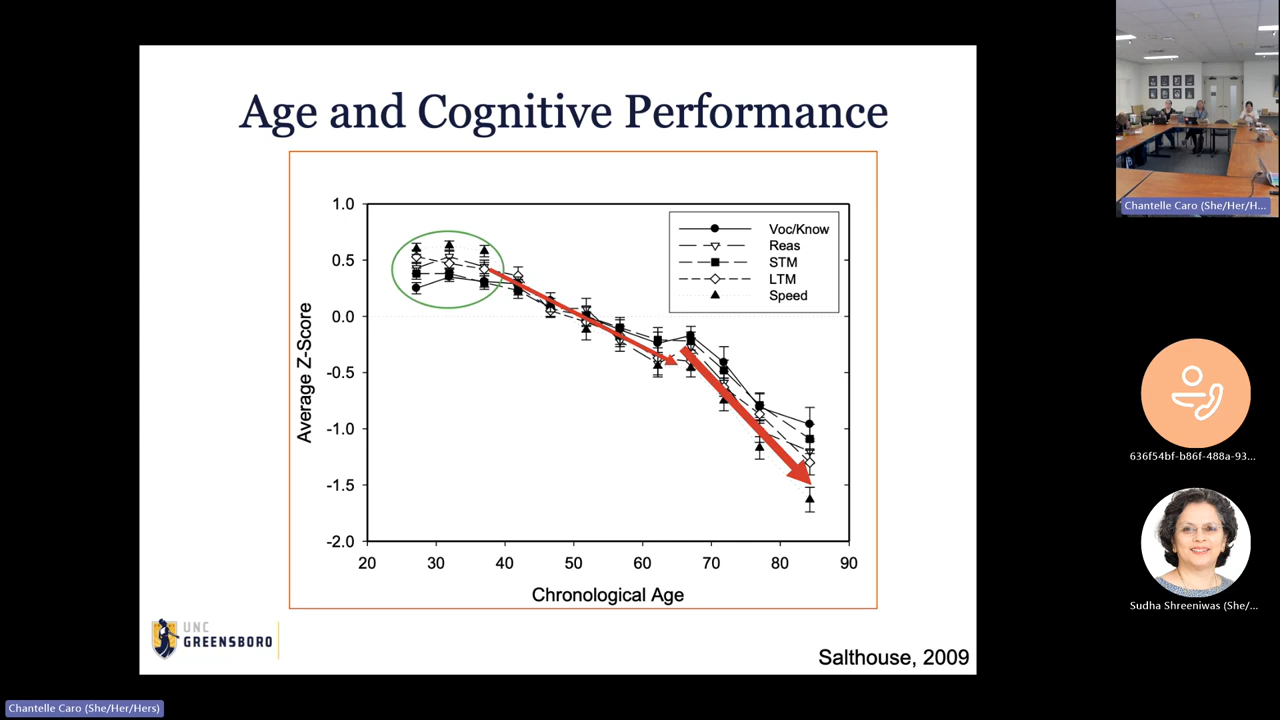 Age and Cognitive Performance
1.0
0.5
0.0
-0.5
-1.0
-1.5
-2.0
Average Z-Score
Voc/Know
Reas
STM
LTM
Speed
20 30 40 50 60 70 80 90
Chronological Age
UNC
GREENSBORO
Salthouse, 2009
Chantelle Caro (She/Her/H...
636f54bf-b86f-488a-93...
Sudha Shreeniwas (She/...
Chantelle Caro (She/Her/Hers)